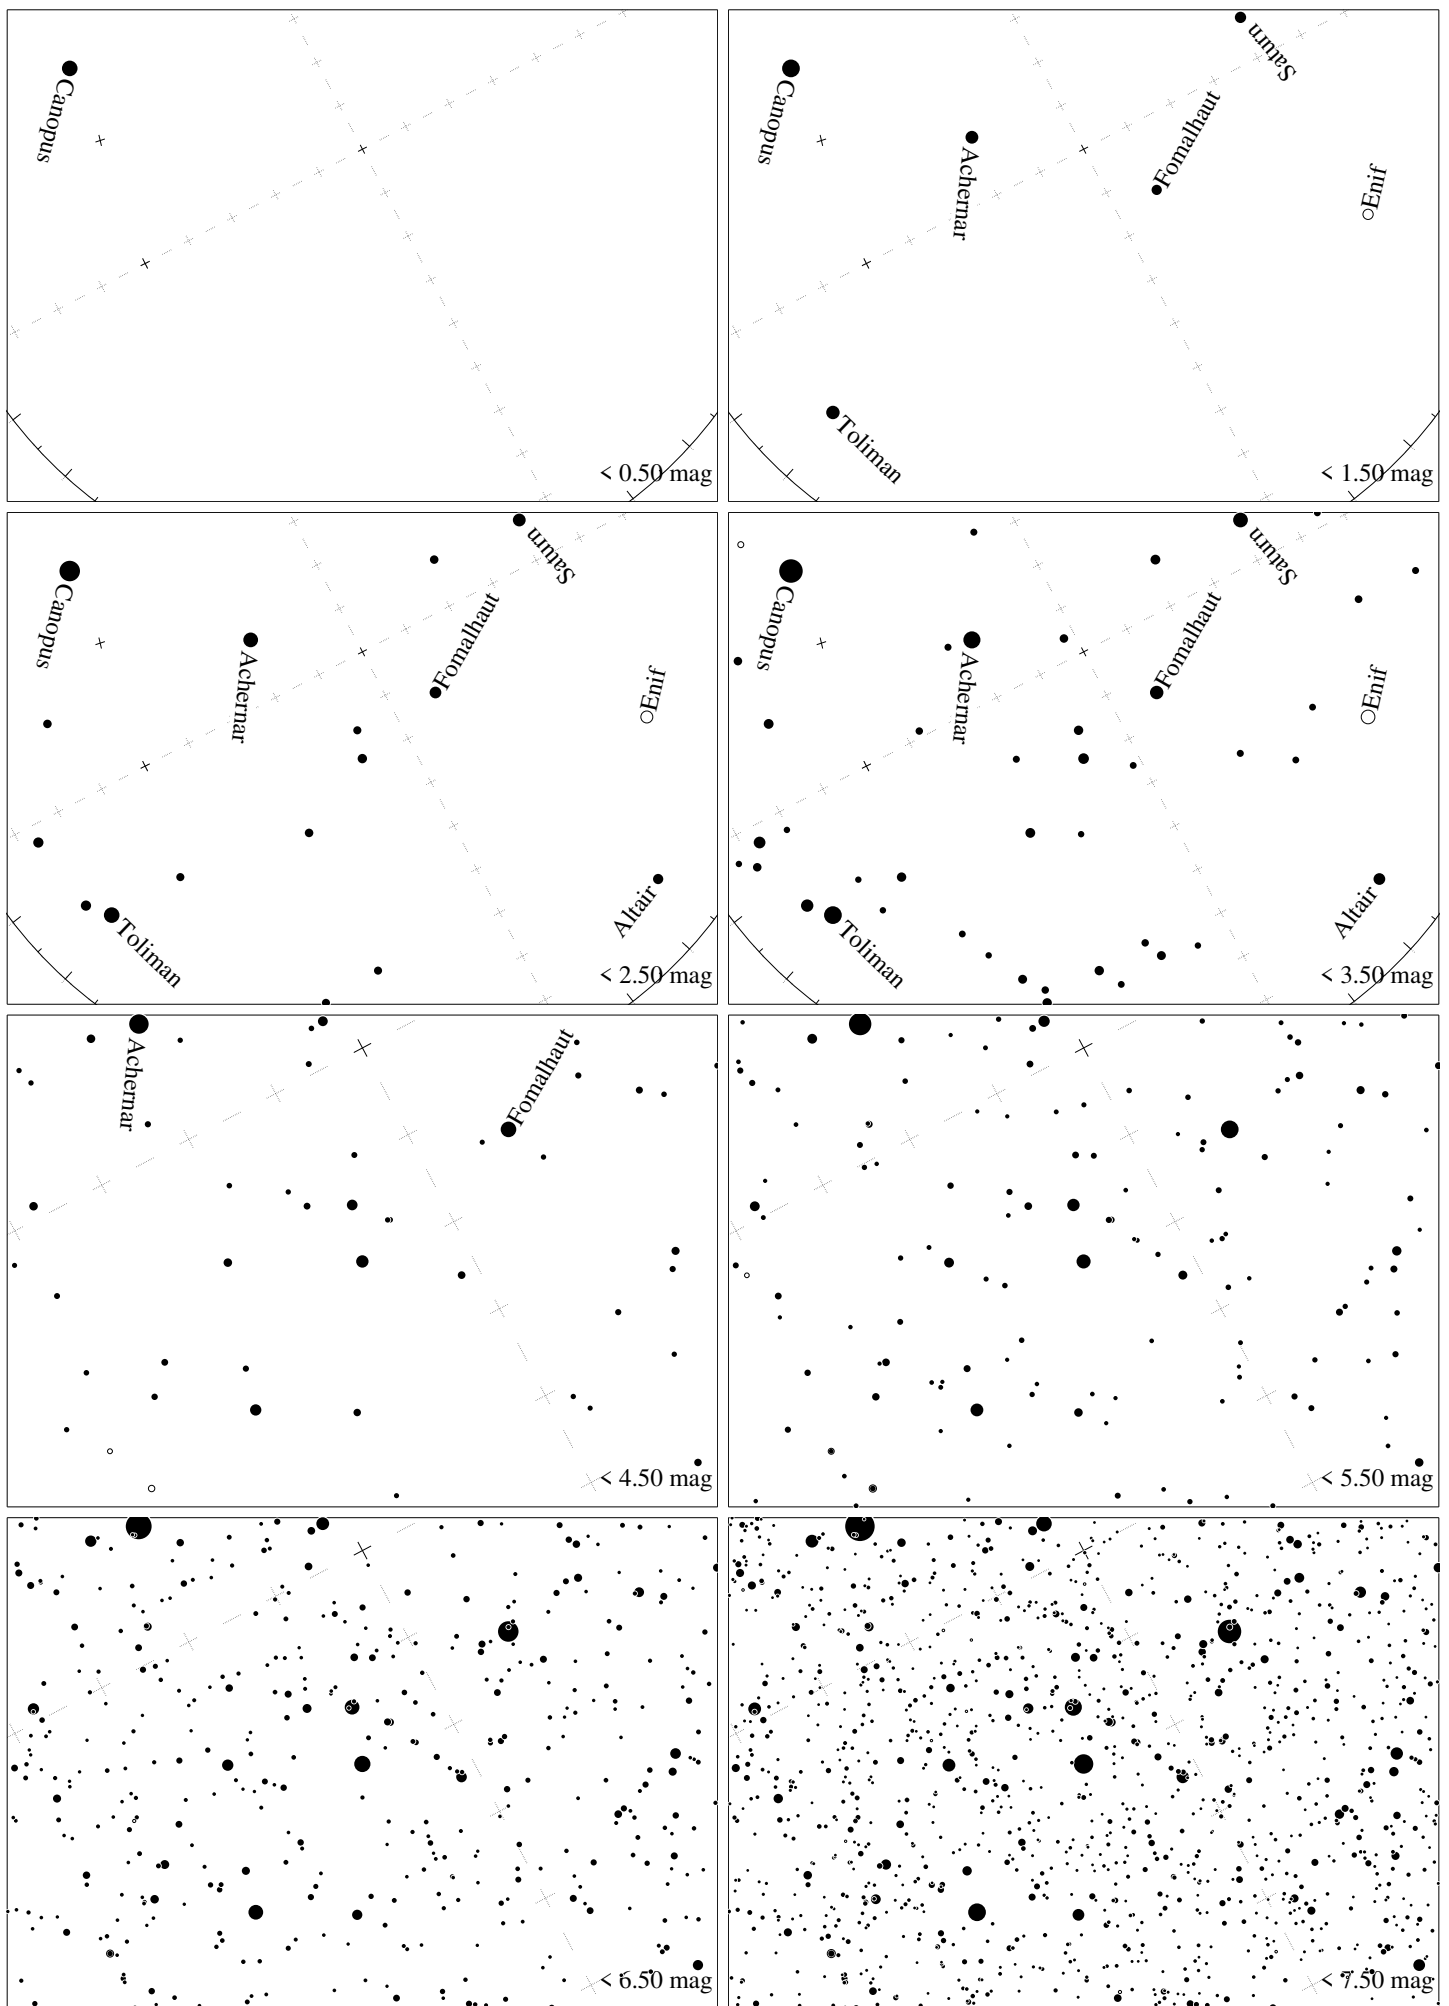 Canopus
< 0.50 mag
Saturn
Canopus
Fomalhaut
Achernar
Enif
Toliman
< 1.50 mag
Saturn
Canopus
Fomalhaut
Achernar
Enif
Altair
Toliman
< 2.50 mag
Saturn
Canopus
Fomalhaut
Achernar
Enif
Altair
Toliman
< 3.50 mag
Achernar
Fomalhaut
< 4.50 mag
< 5.50 mag
< 6.50 mag
< 7.50 mag